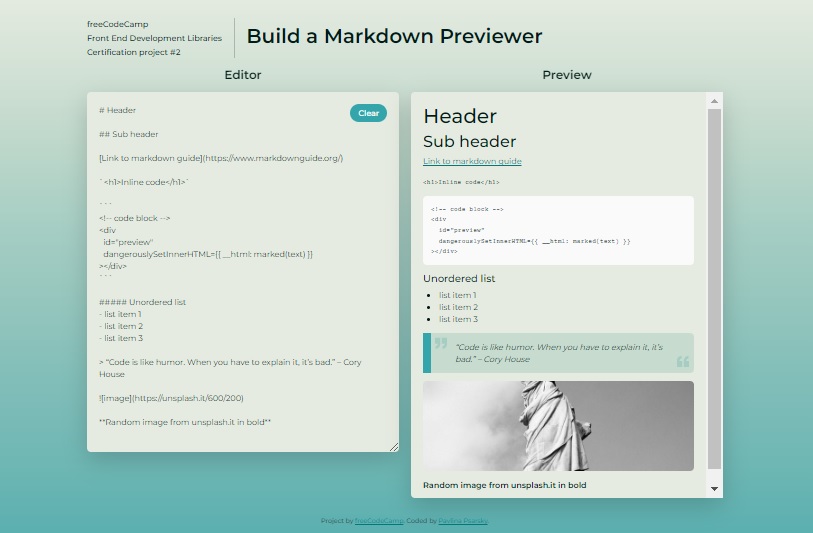 freeCodeCamp
Front End Development Libraries
Certification project #2
Build a Markdown Previewer
Editor
Preview
# Header
Clear
## Sub header
[Link to markdown guide](https://www.markdownguide.org/)
`<h1>Inline code</h1>`
```
<!-- code block -->
<div
id="preview"
dangerouslySetInnerHTML={{ __html: marked(text) }}
></div>
```
##### Unordered list
- list item 1
- list item 2
- list item 3
> “Code is like humor. When you have to explain it, it’s bad.” – Cory
House
![image](https://unsplash.it/600/200)
**Random image from unsplash.it in bold**
Header
Sub header
Link to markdown guide
<h1>Inline code</h1>
<!-- code block -->
<div
id="preview"
dangerouslySetInnerHTML={{ __html: marked(text) }}
></div>
Unordered list
list item 1
list item 2
list item 3
“Code is like humor. When you have to explain it, it’s
bad.” – Cory House
Random image from unsplash.it in bold
Project by freeCodeCamp. Coded by Pavlina